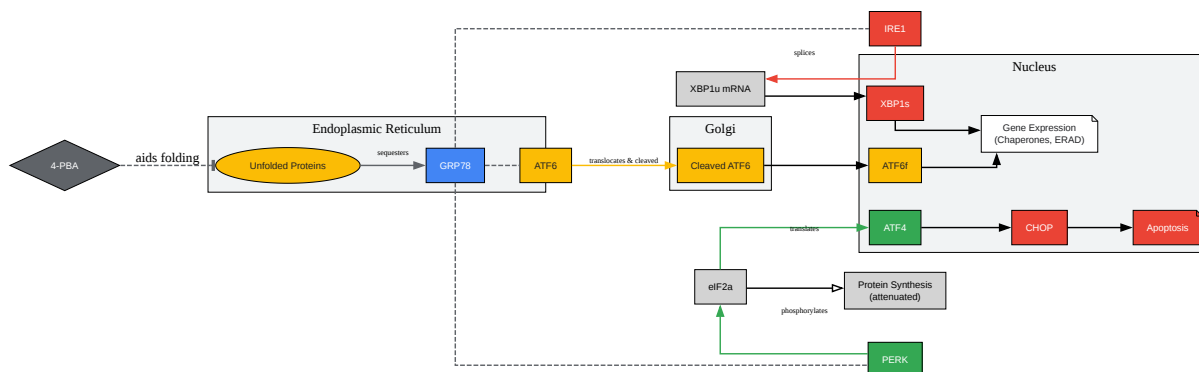 IRE1
splices
Nucleus
XBP1u mRNA
XBP1s
Endoplasmic Reticulum
Golgi
Gene Expression
(Chaperones, ERAD)
4-PBA
aids folding
Unfolded Proteins
sequesters
GRP78
ATF6
translocates & cleaved
Cleaved ATF6
ATF6f
translates
ATF4
CHOP
Apoptosis
eIF2a
Protein Synthesis
(attenuated)
phosphorylates
PERK